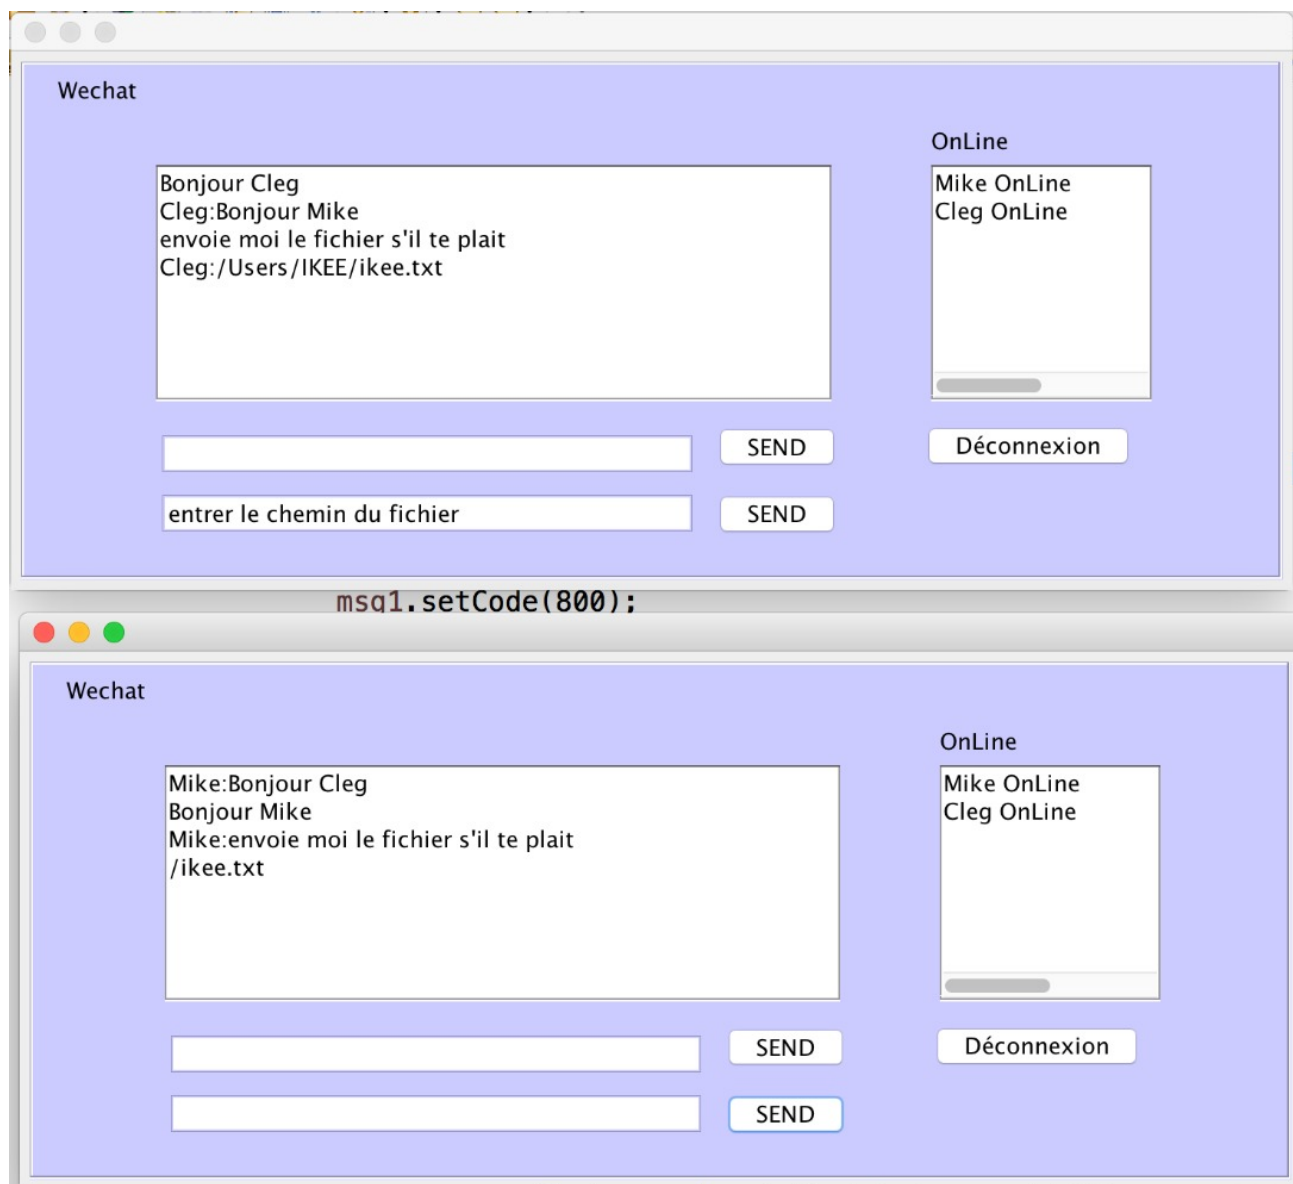 Wechat
OnLine
Bonjour Cleg
Cleg:Bonjour Mike
envoie moi le fichier s'il te plait
Cleg:/Users/IKEE/ikee.txt
Mike OnLine
Cleg OnLine
SEND
Déconnexion
entrer le chemin du fichier
SEND
msg1.setCode(800);
Wechat
OnLine
Mike:Bonjour Cleg
Bonjour Mike
Mike:envoie moi le fichier s'il te plait
/ikee.txt
Mike OnLine
Cleg OnLine
SEND
Déconnexion
SEND